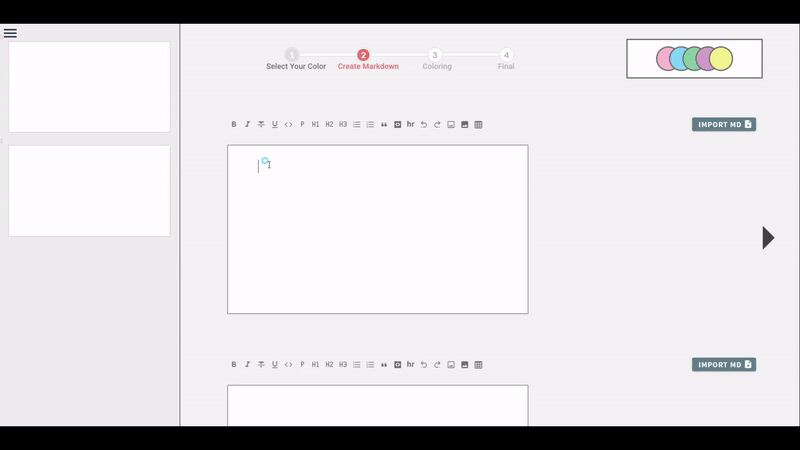 1 2 3 4
Select Your Color Create Markdown Coloring Final
B I T U <> P H1 H2 H3 hr IMPORT MD
B I T U <> P H1 H2 H3 hr IMPORT MD